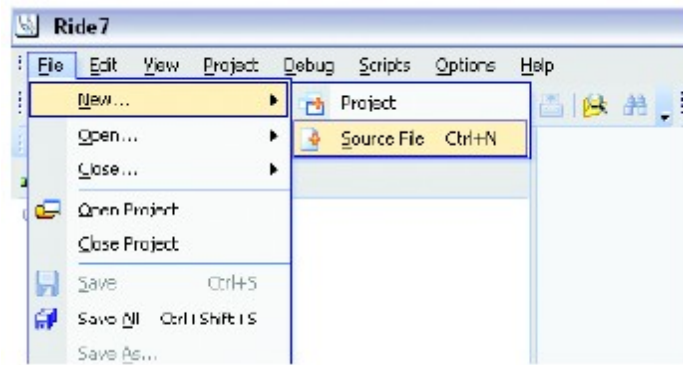 Ride7
File Edit View Project Debug Scripts Options Help
New...
Project
Open...
Source File Ctrl+N
Close...
Open Project
Close Project
Save Ctrl+S
Save All Ctrl+Shift+S
Save As...